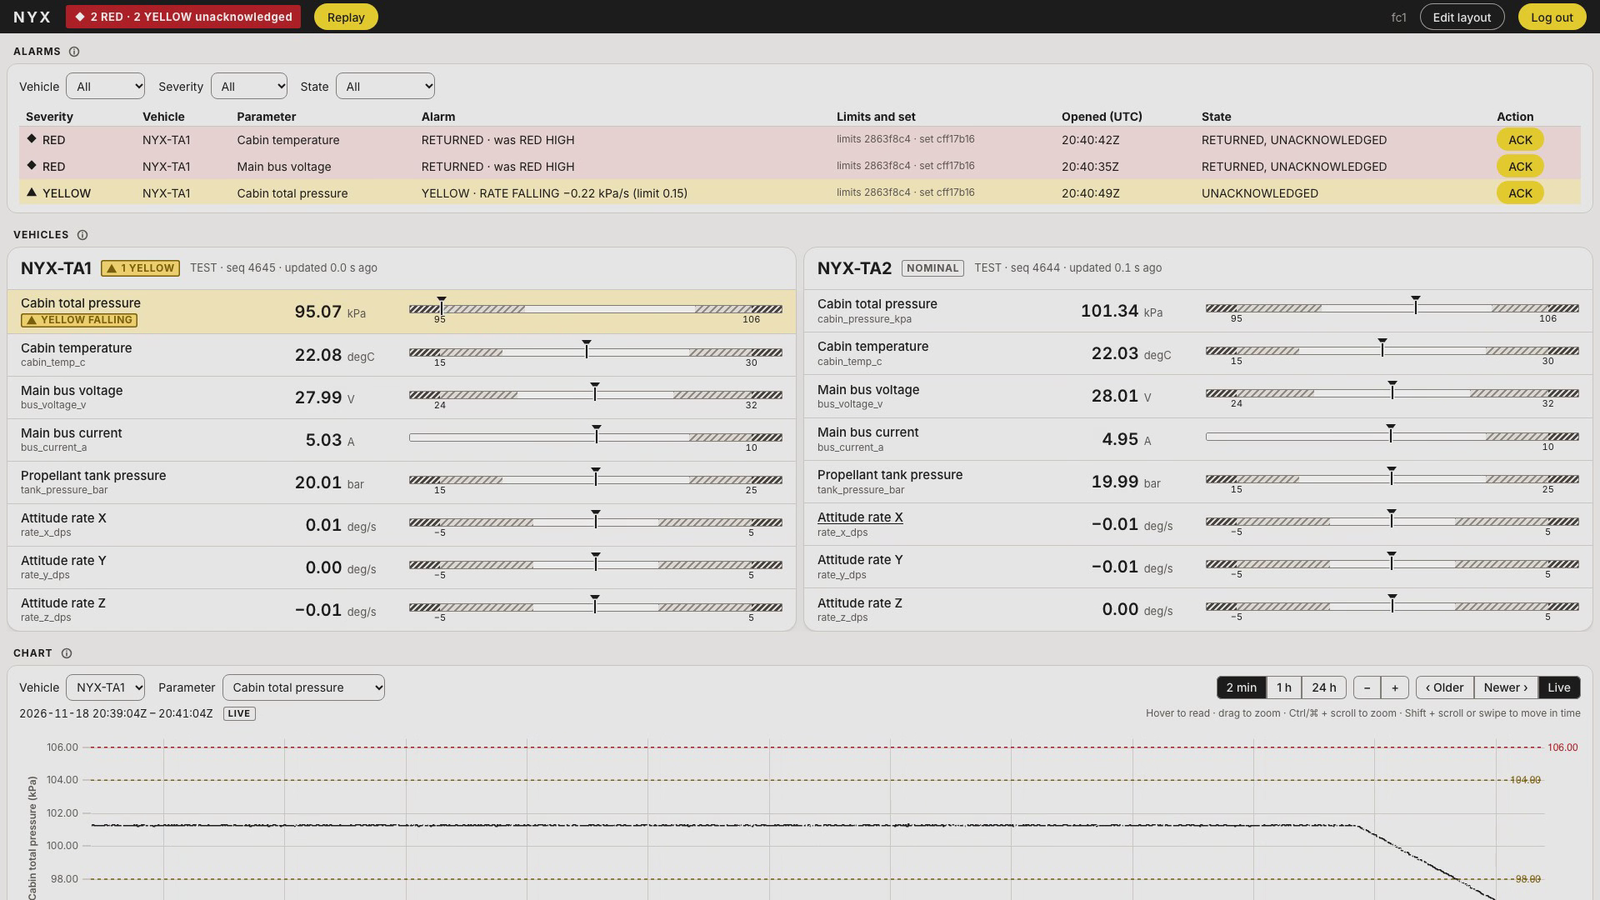 NYX ◆ 2 RED · 2 YELLOW unacknowledged Replay fc1 Edit layout Log out
ALARMS ⓘ
Vehicle All Severity All State All
Severity Vehicle Parameter Alarm Limits and set Opened (UTC) State Action
◆ RED NYX-TA1 Cabin temperature RETURNED · was RED HIGH limits 2863f8c4 · set cff17b16 20:40:42Z RETURNED, UNACKNOWLEDGED ACK
◆ RED NYX-TA1 Main bus voltage RETURNED · was RED HIGH limits 2863f8c4 · set cff17b16 20:40:35Z RETURNED, UNACKNOWLEDGED ACK
▲ YELLOW NYX-TA1 Cabin total pressure YELLOW · RATE FALLING −0.22 kPa/s (limit 0.15) limits 2863f8c4 · set cff17b16 20:40:49Z UNACKNOWLEDGED ACK
VEHICLES ⓘ
NYX-TA1 ▲ 1 YELLOW TEST · seq 4645 · updated 0.0 s ago
Cabin total pressure 95.07 kPa
▲ YELLOW FALLING 95 106
Cabin temperature 22.08 degC
cabin_temp_c 15 30
Main bus voltage 27.99 V
bus_voltage_v 24 32
Main bus current 5.03 A
bus_current_a 10
Propellant tank pressure 20.01 bar
tank_pressure_bar 15 25
Attitude rate X 0.01 deg/s
rate_x_dps −5 5
Attitude rate Y 0.00 deg/s
rate_y_dps −5 5
Attitude rate Z −0.01 deg/s
rate_z_dps −5 5
NYX-TA2 NOMINAL TEST · seq 4644 · updated 0.1 s ago
Cabin total pressure 101.34 kPa
cabin_pressure_kpa 95 106
Cabin temperature 22.03 degC
cabin_temp_c 15 30
Main bus voltage 28.01 V
bus_voltage_v 24 32
Main bus current 4.95 A
bus_current_a 10
Propellant tank pressure 19.99 bar
tank_pressure_bar 15 25
Attitude rate X −0.01 deg/s
rate_x_dps −5 5
Attitude rate Y −0.01 deg/s
rate_y_dps −5 5
Attitude rate Z 0.00 deg/s
rate_z_dps −5 5
CHART ⓘ
Vehicle NYX-TA1 Parameter Cabin total pressure 2 min 1 h 24 h − + ‹ Older Newer › Live
2026-11-18 20:39:04Z – 20:41:04Z LIVE Hover to read · drag to zoom · Ctrl/⌘ + scroll to zoom · Shift + scroll or swipe to move in time
Cabin total pressure (kPa)
106.00 106.00
104.00 104.00
102.00
100.00
98.00 98.00